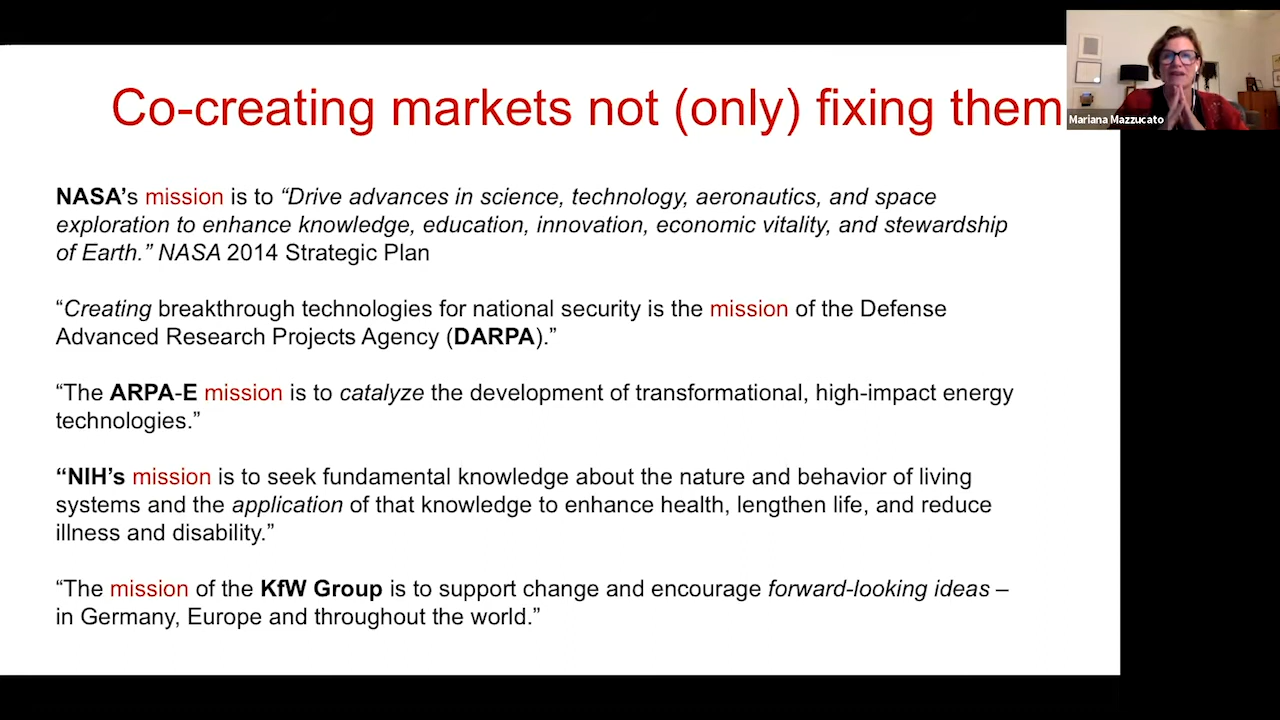 Co-creating markets not (only) fixing them
Mariana Mazzucato
NASA’s mission is to “Drive advances in science, technology, aeronautics, and space
exploration to enhance knowledge, education, innovation, economic vitality, and stewardship
of Earth.” NASA 2014 Strategic Plan
“Creating breakthrough technologies for national security is the mission of the Defense
Advanced Research Projects Agency (DARPA).”
“The ARPA-E mission is to catalyze the development of transformational, high-impact energy
technologies.”
“NIH’s mission is to seek fundamental knowledge about the nature and behavior of living
systems and the application of that knowledge to enhance health, lengthen life, and reduce
illness and disability.”
“The mission of the KfW Group is to support change and encourage forward-looking ideas –
in Germany, Europe and throughout the world.”